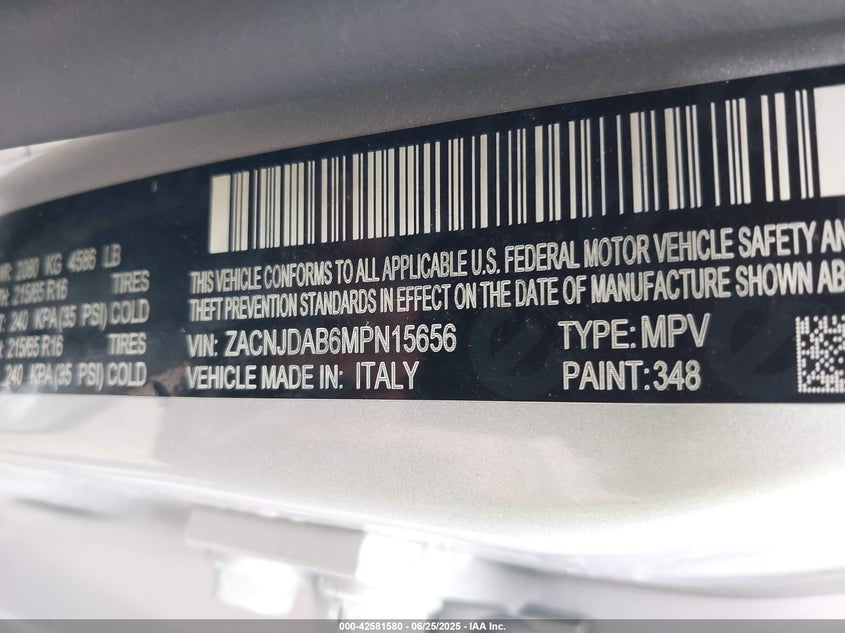 2080 KG 4586 LB
215/65 R16 TIRES
240 KPA(35 PSI) COLD
215/65 R16 TIRES
240 KPA(35 PSI) COLD
THIS VEHICLE CONFORMS TO ALL APPLICABLE U.S. FEDERAL MOTOR VEHICLE SAFETY AN
THEFT PREVENTION STANDARDS IN EFFECT ON THE DATE OF MANUFACTURE SHOWN AB
VIN: ZACNJDAB6MPN15656 TYPE: MPV
VEHICLE MADE IN: ITALY PAINT: 348
000-42581580 - 06/25/2025 - IAA Inc.